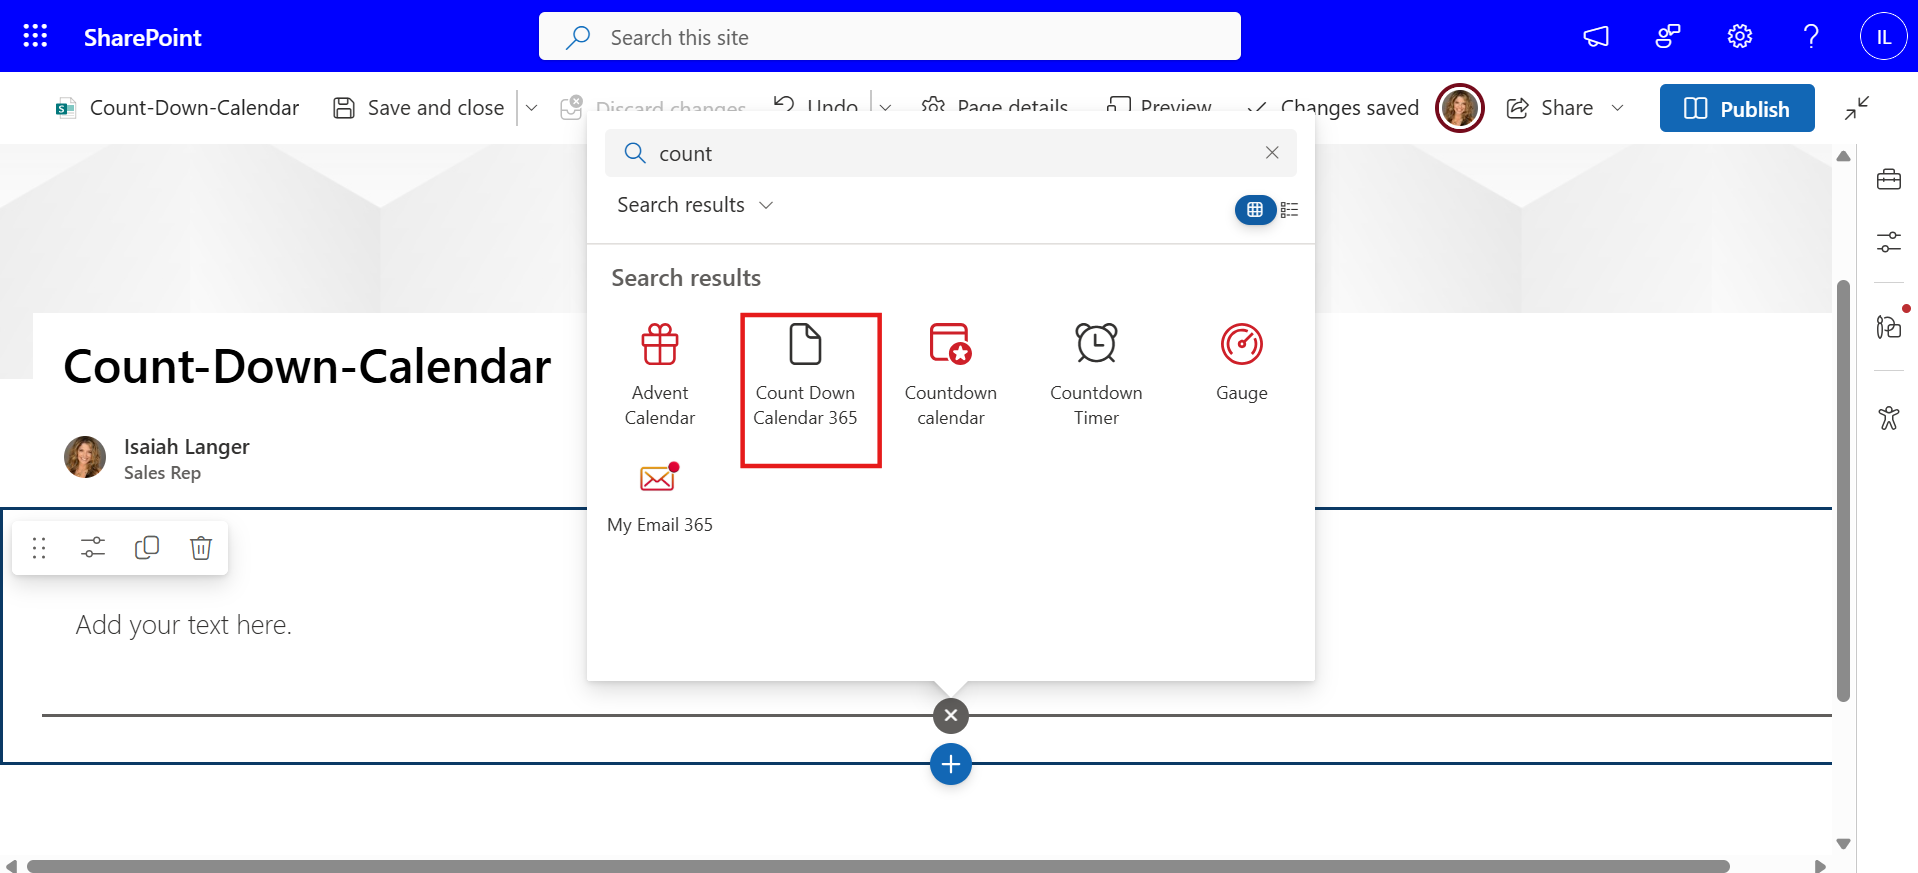 SharePoint
Search this site
IL
Count-Down-Calendar
Save and close
Discard changes
Undo
Page details
Preview
Changes saved
Share
Publish
count
Search results
Search results
Advent
Calendar
Count Down
Calendar 365
Countdown
calendar
Countdown
Timer
Gauge
My Email 365
Count-Down-Calendar
Isaiah Langer
Sales Rep
Add your text here.